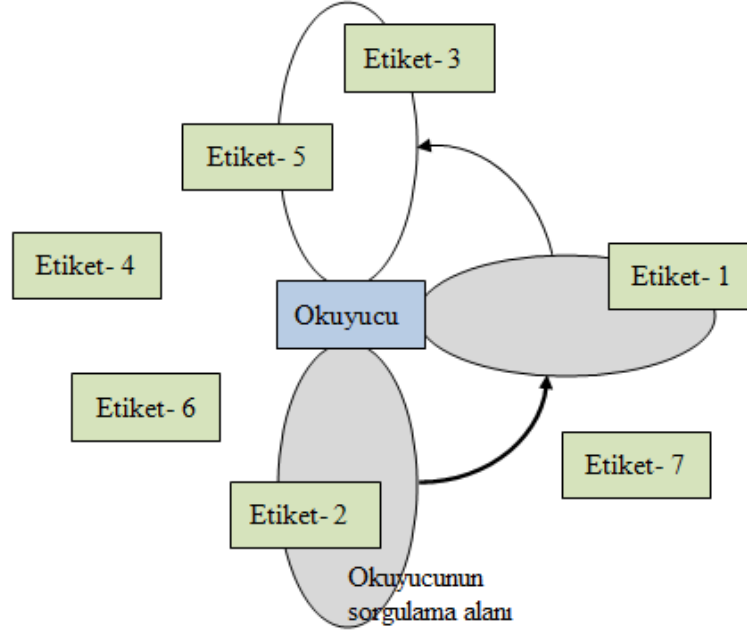 Etiket- 3
Etiket- 5
Etiket- 4
Etiket- 1
Okuyucu
Etiket- 6
Etiket- 7
Etiket- 2
Okuyucunun
sorgulama alanı